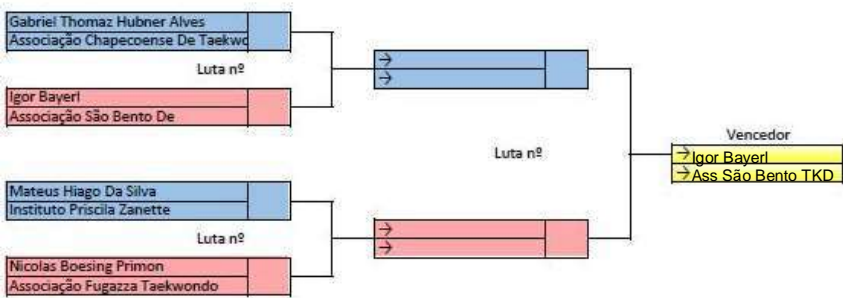 Gabriel Thomaz Hubner Alves
Associação Chapecoense De Taekwc
Luta nº
Igor Bayerl
Associação São Bento De
Mateus Hiago Da Silva
Instituto Priscila Zanette
Luta nº
Nicolas Boesing Primon
Associação Fugazza Taekwondo
→
→
Luta nº
→
→
Vencedor
→Igor Bayerl
→Ass São Bento TKD